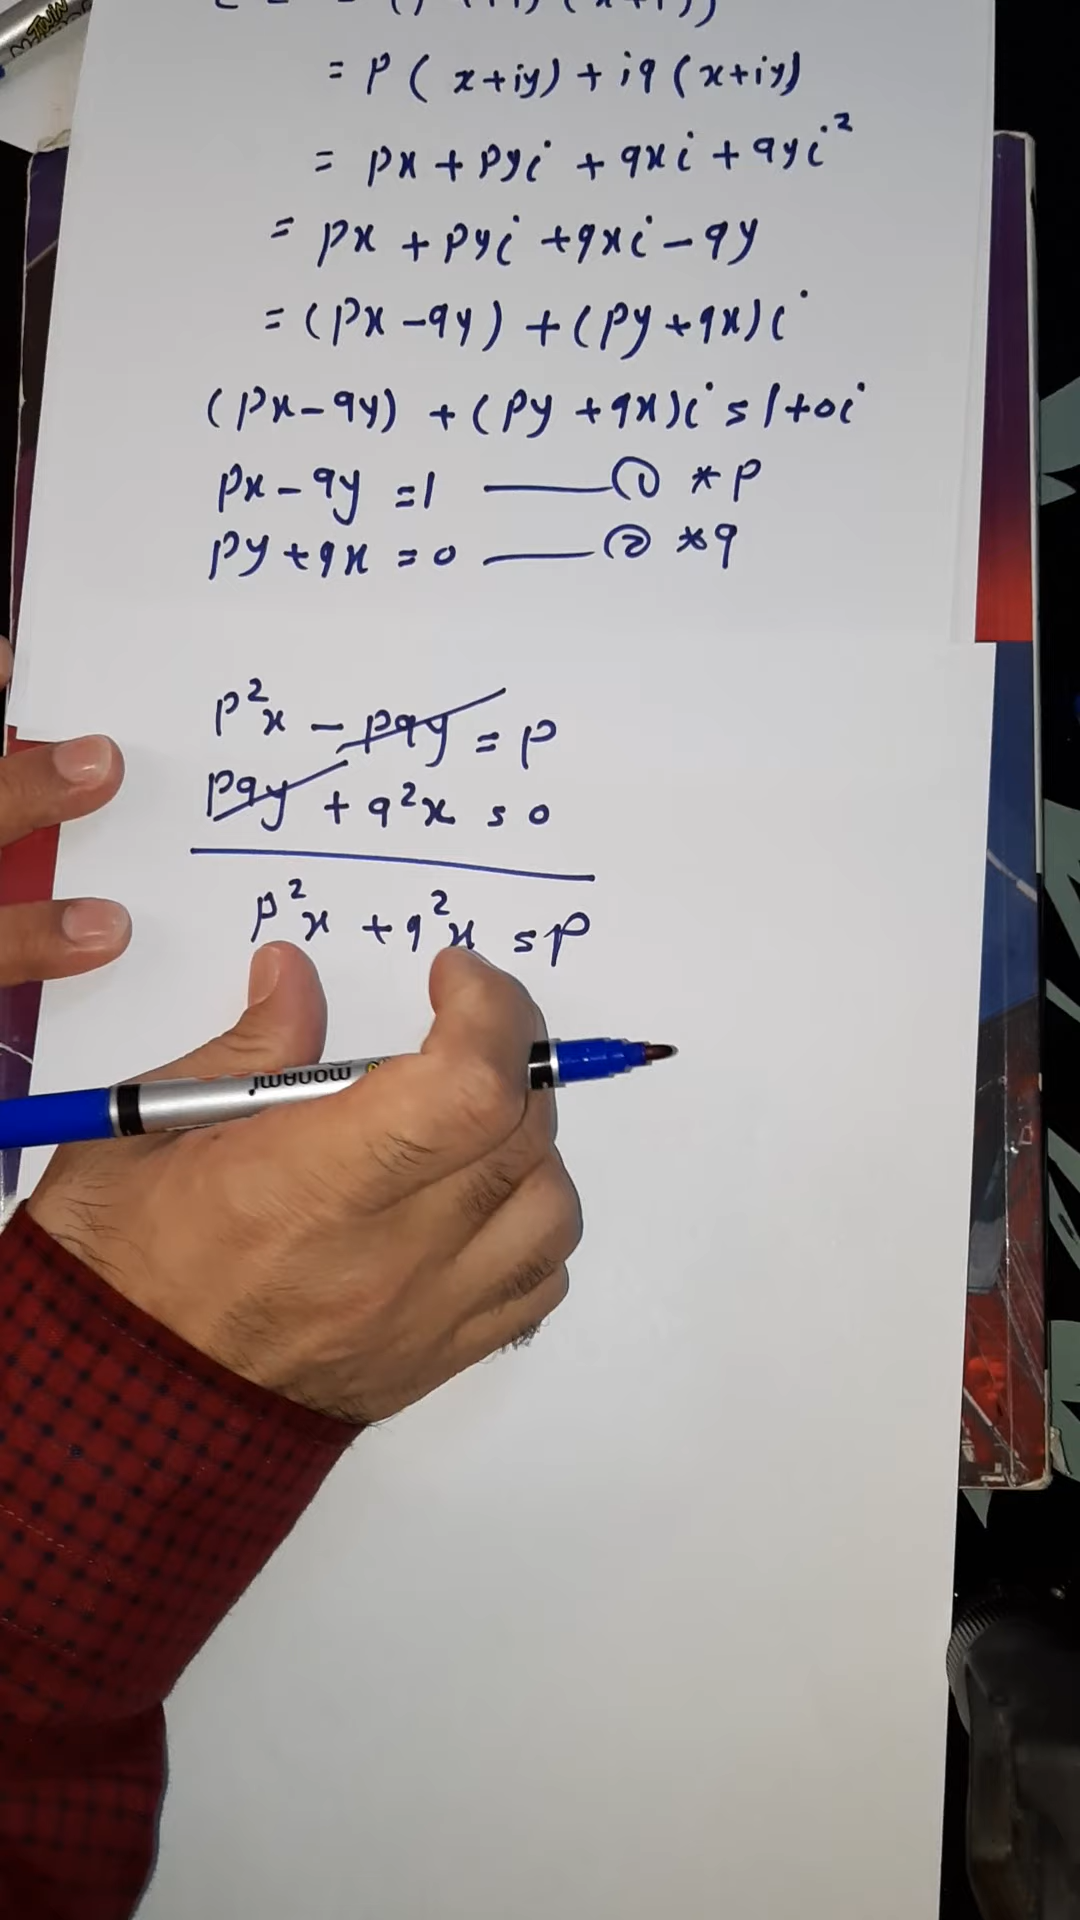 = P ( x+iy) + iq (x+iy)
= px + pyi + qxi + qyi²
= px + pyi + qxi - qy
= (px - qy) + (py + qx)i
(px - qy) + (py + qx)i = 1+0i
px - qy = 1 —— ① * p
py + qx = 0 —— ② * q
p²x - pqy = p
pqy + q²x = 0
p²x + q²x = p
monami